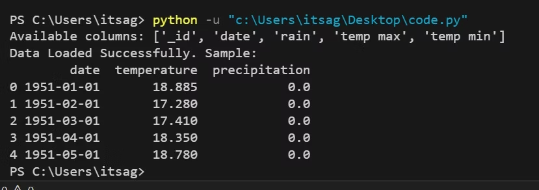 PS C:\Users\itsag> python -u "c:\Users\itsag\Desktop\code.py"
Available columns: ['_id', 'date', 'rain', 'temp max', 'temp min']
Data Loaded Successfully. Sample:
date temperature precipitation
0 1951-01-01 18.885 0.0
1 1951-02-01 17.280 0.0
2 1951-03-01 17.410 0.0
3 1951-04-01 18.350 0.0
4 1951-05-01 18.780 0.0
PS C:\Users\itsag>